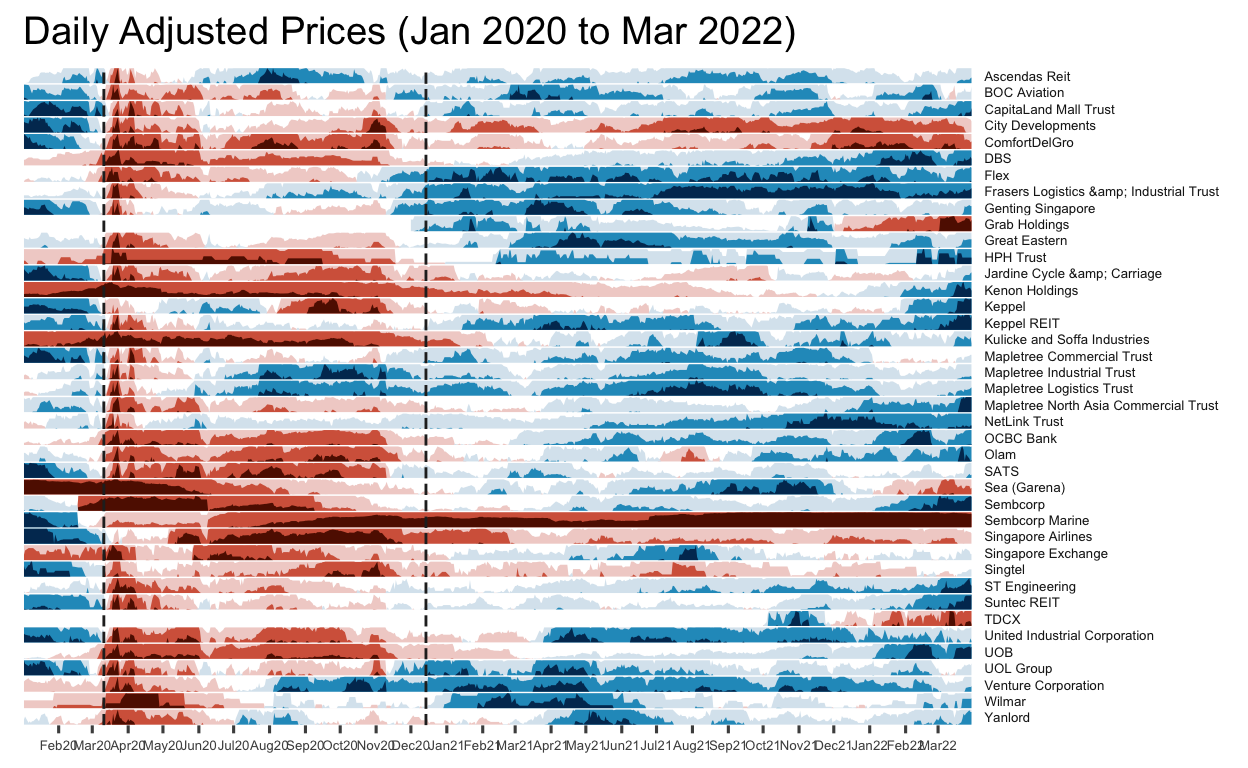 Daily Adjusted Prices (Jan 2020 to Mar 2022)
Ascendas Reit
BOC Aviation
CapitaLand Mall Trust
City Developments
ComfortDelGro
DBS
Flex
Frasers Logistics &amp; Industrial Trust
Genting Singapore
Grab Holdings
Great Eastern
HPH Trust
Jardine Cycle &amp; Carriage
Kenon Holdings
Keppel
Keppel REIT
Kulicke and Soffa Industries
Mapletree Commercial Trust
Mapletree Industrial Trust
Mapletree Logistics Trust
Mapletree North Asia Commercial Trust
NetLink Trust
OCBC Bank
Olam
SATS
Sea (Garena)
Sembcorp
Sembcorp Marine
Singapore Airlines
Singapore Exchange
Singtel
ST Engineering
Suntec REIT
TDCX
United Industrial Corporation
UOB
UOL Group
Venture Corporation
Wilmar
Yanlord
Feb20 Mar20 Apr20 May20 Jun20 Jul20 Aug20 Sep20 Oct20 Nov20 Dec20 Jan21 Feb21 Mar21 Apr21 May21 Jun21 Jul21 Aug21 Sep21 Oct21 Nov21 Dec21 Jan22 Feb22 Mar22